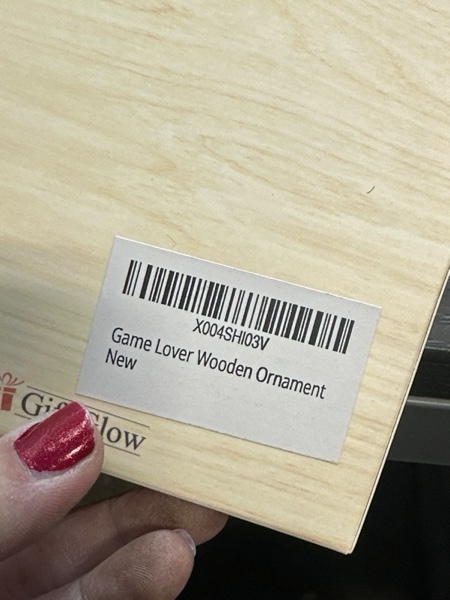 X004SHI03V
Game Lover Wooden Ornament
New